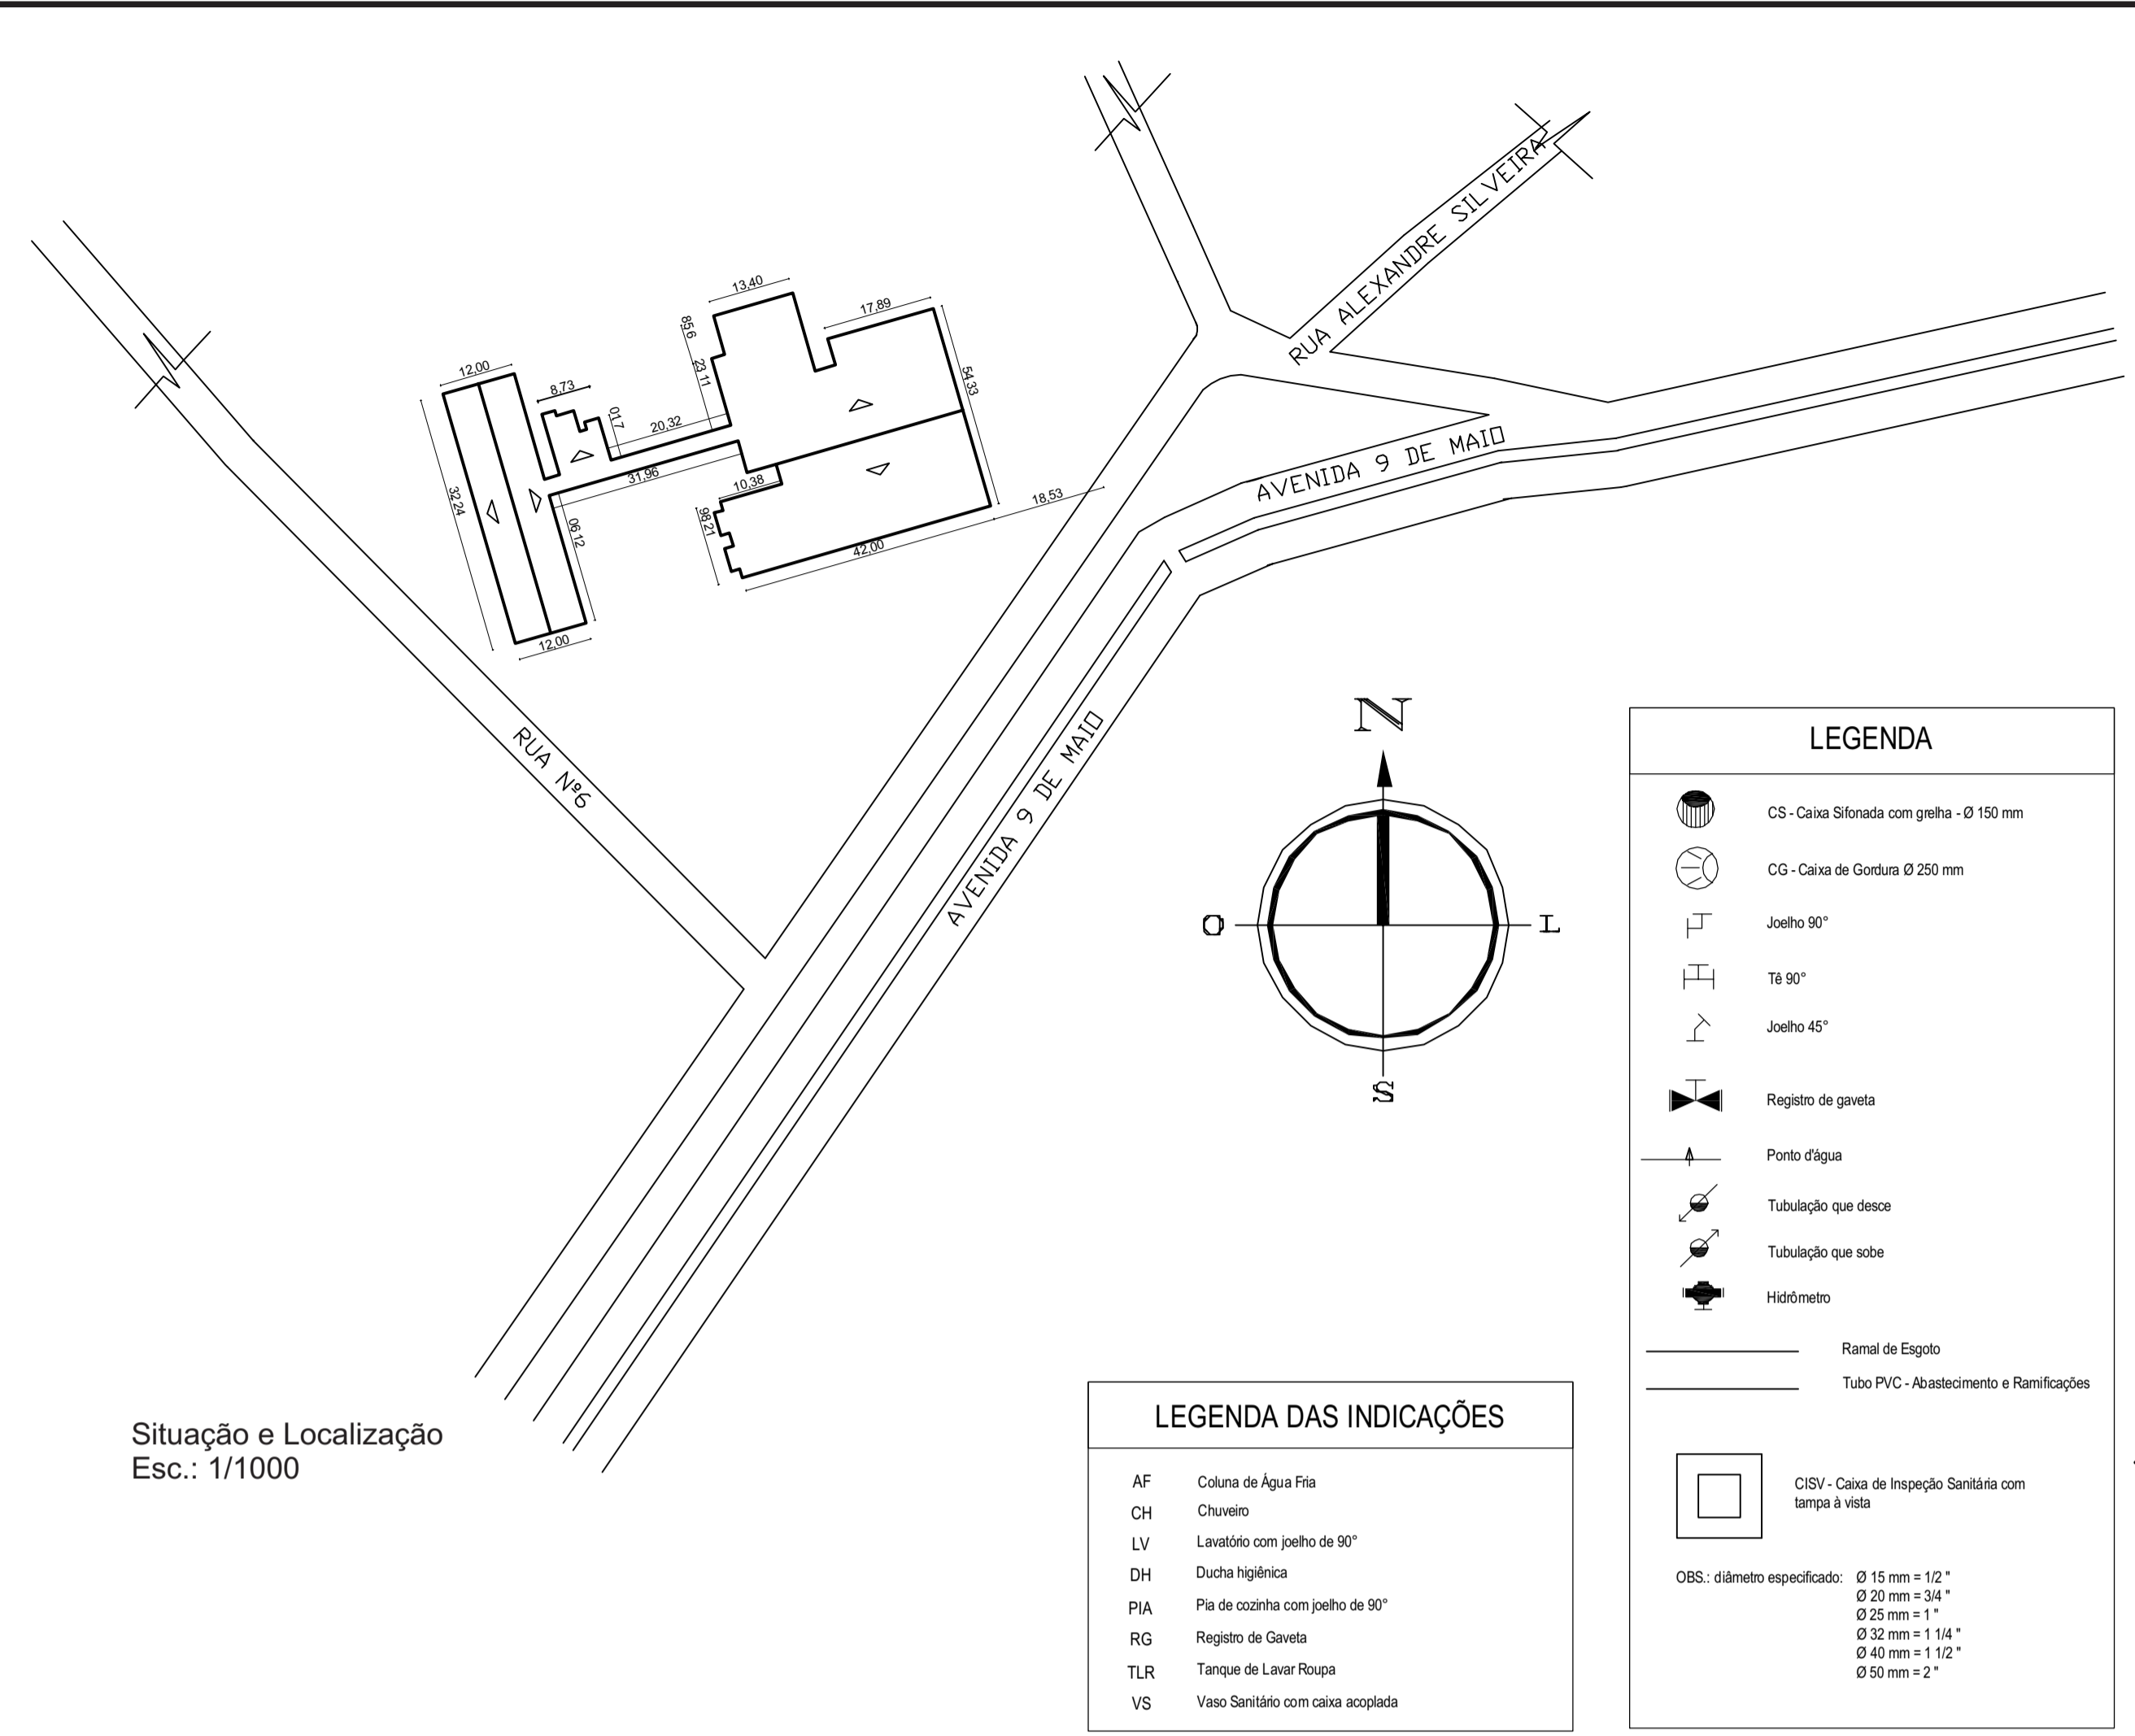 RUA ALEXANDRE SILVEIRA
13,40
17,89
85,6
23,11
54,33
12,00
8,73
01,7
20,32
31,96
10,38
32,24
98,21
18,53
42,00
12,00
AVENIDA 9 DE MAIO
RUA Nº6
AVENIDA 9 DE MAIO
N
O
L
S
Situação e Localização
Esc.: 1/1000
LEGENDA DAS INDICAÇÕES
AF Coluna de Água Fria
CH Chuveiro
LV Lavatório com joelho de 90°
DH Ducha higiênica
PIA Pia de cozinha com joelho de 90°
RG Registro de Gaveta
TLR Tanque de Lavar Roupa
VS Vaso Sanitário com caixa acoplada
LEGENDA
CS - Caixa Sifonada com grelha - Ø 150 mm
CG - Caixa de Gordura Ø 250 mm
Joelho 90°
Tê 90°
Joelho 45°
Registro de gaveta
Ponto d'água
Tubulação que desce
Tubulação que sobe
Hidrômetro
Ramal de Esgoto
Tubo PVC - Abastecimento e Ramificações
CISV - Caixa de Inspeção Sanitária com
tampa à vista
OBS.: diâmetro especificado: Ø 15 mm = 1/2 "
Ø 20 mm = 3/4 "
Ø 25 mm = 1 "
Ø 32 mm = 1 1/4 "
Ø 40 mm = 1 1/2 "
Ø 50 mm = 2 "